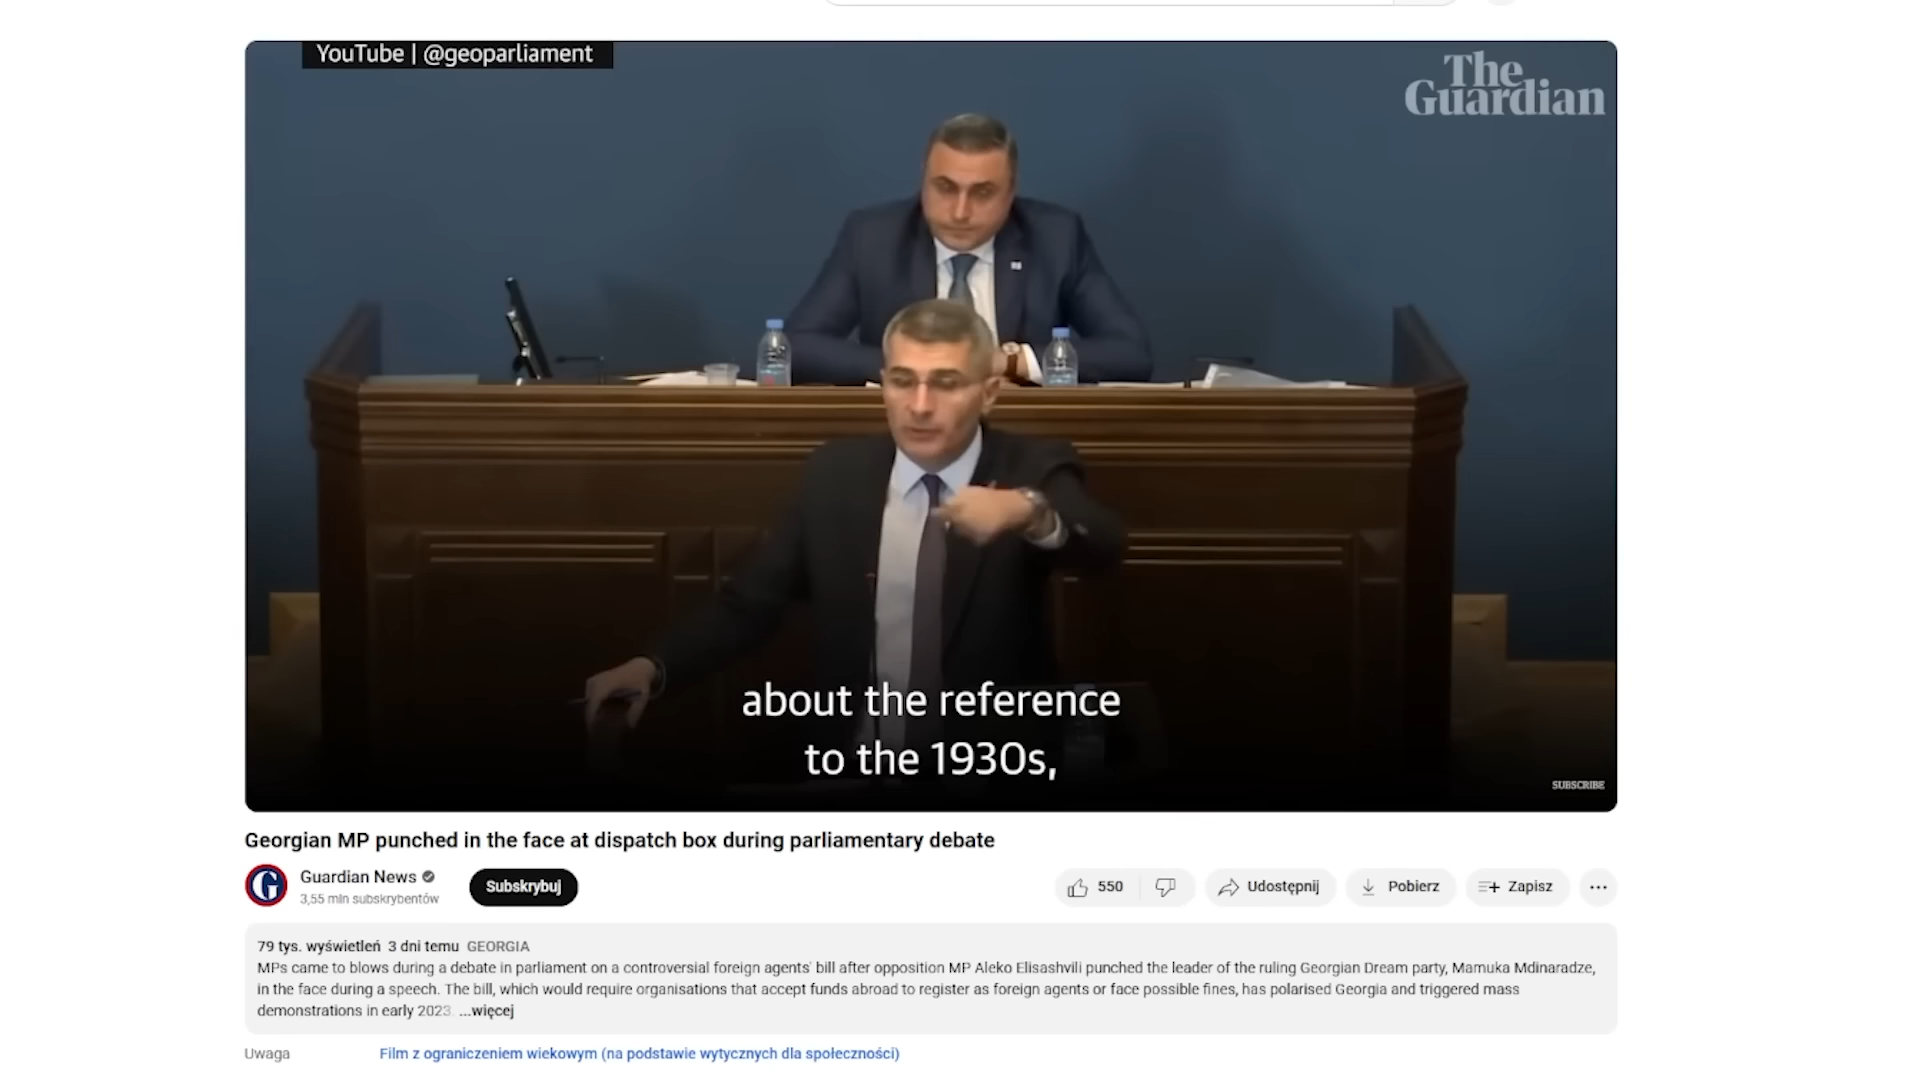 YouTube | @geoparliament
The
Guardian
about the reference
to the 1930s,
SUBSCRIBE
Georgian MP punched in the face at dispatch box during parliamentary debate
Guardian News
3,55 mln subskrybentów
Subskrybuj
550
Udostępnij
Pobierz
Zapisz
79 tys. wyświetleń 3 dni temu GEORGIA
MPs came to blows during a debate in parliament on a controversial foreign agents' bill after opposition MP Aleko Elisashvili punched the leader of the ruling Georgian Dream party, Mamuka Mdinaradze,
in the face during a speech. The bill, which would require organisations that accept funds abroad to register as foreign agents or face possible fines, has polarised Georgia and triggered mass
demonstrations in early 2023. ...więcej
Uwaga
Film z ograniczeniem wiekowym (na podstawie wytycznych dla społeczności)